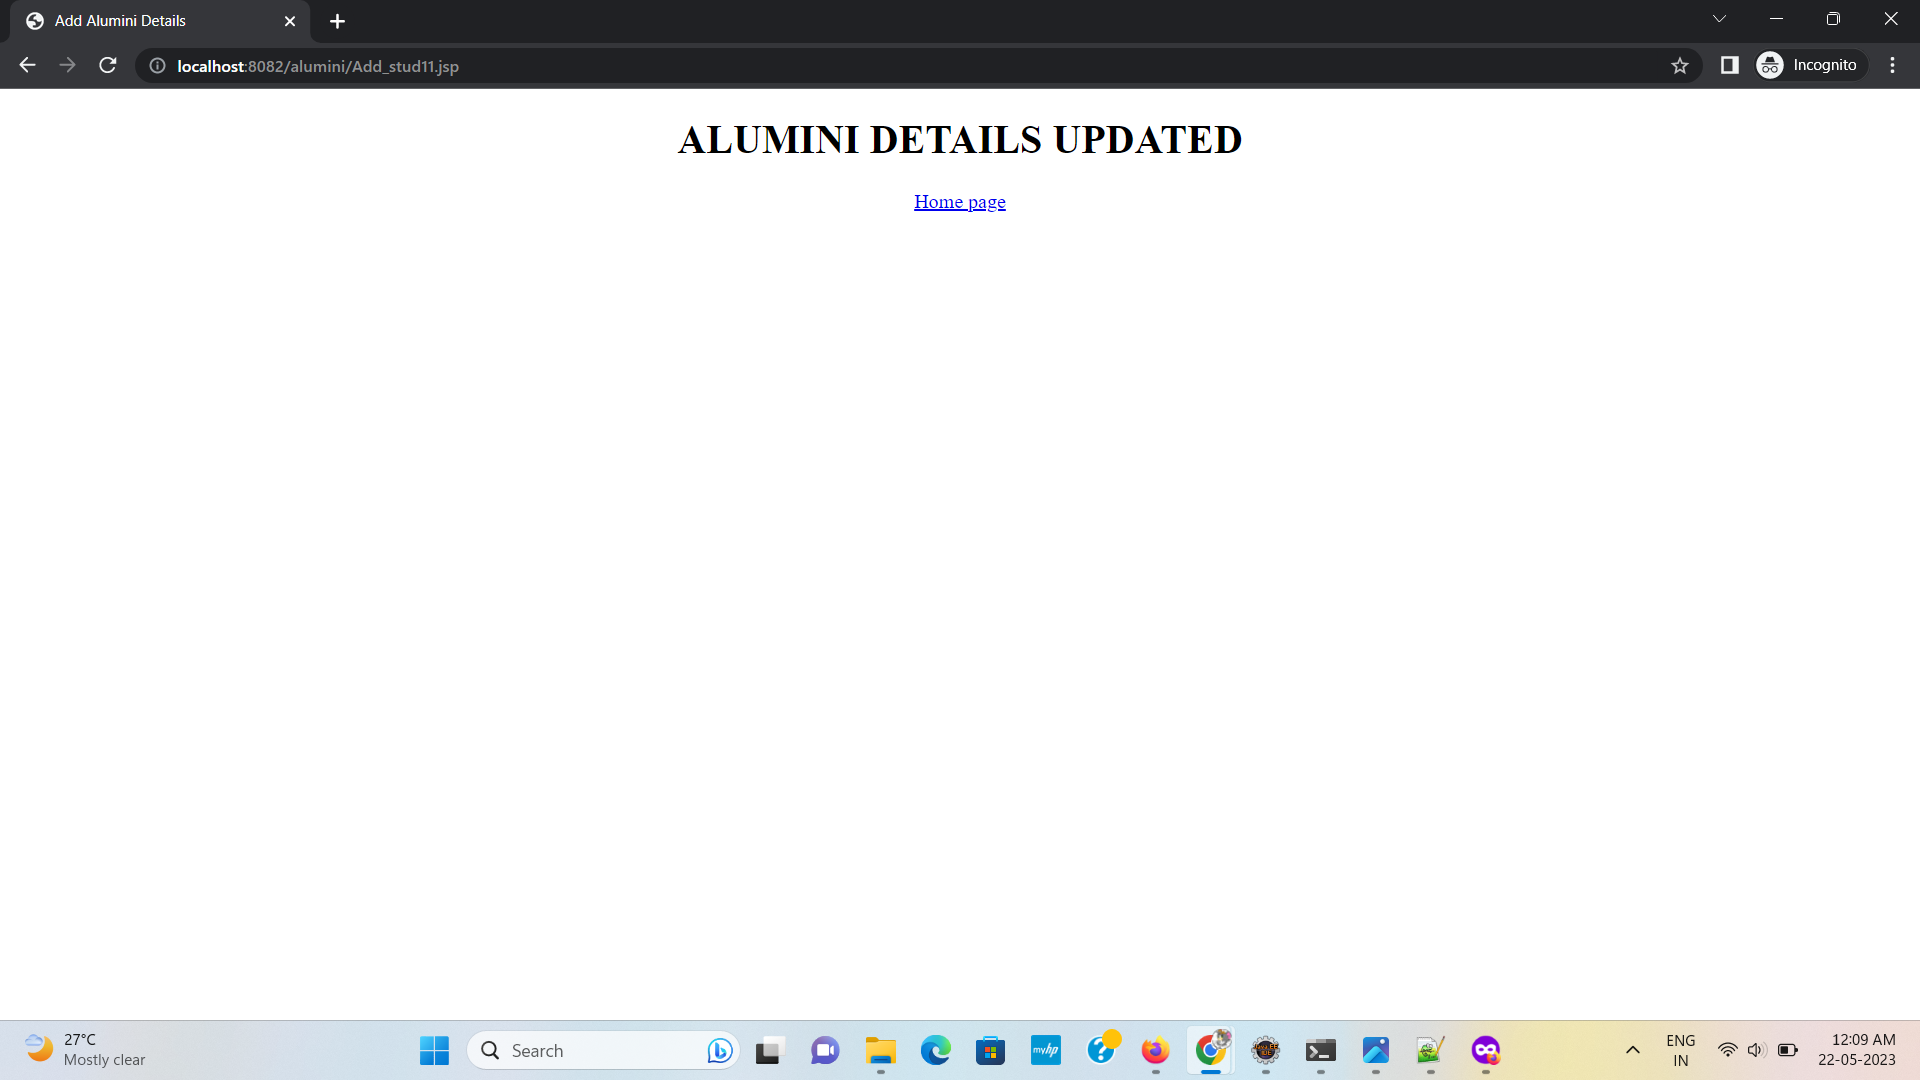 Add Alumini Details
localhost:8082/alumini/Add_stud11.jsp
Incognito
ALUMINI DETAILS UPDATED
Home page
27°C
Mostly clear
Search
myhp
ENG
IN
12:09 AM
22-05-2023